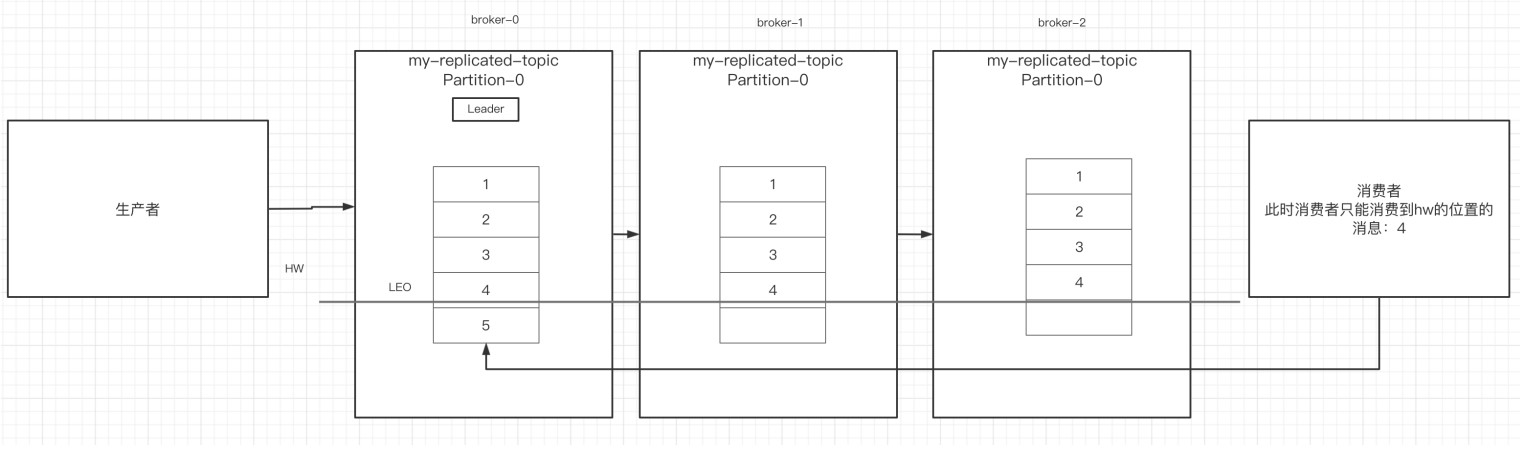 broker-0
broker-1
broker-2
my-replicated-topic
Partition-0
Leader
my-replicated-topic
Partition-0
my-replicated-topic
Partition-0
生产者
HW
LEO
1
2
3
4
5
1
2
3
4
1
2
3
4
消费者
此时消费者只能消费到hw的位置的
消息：4